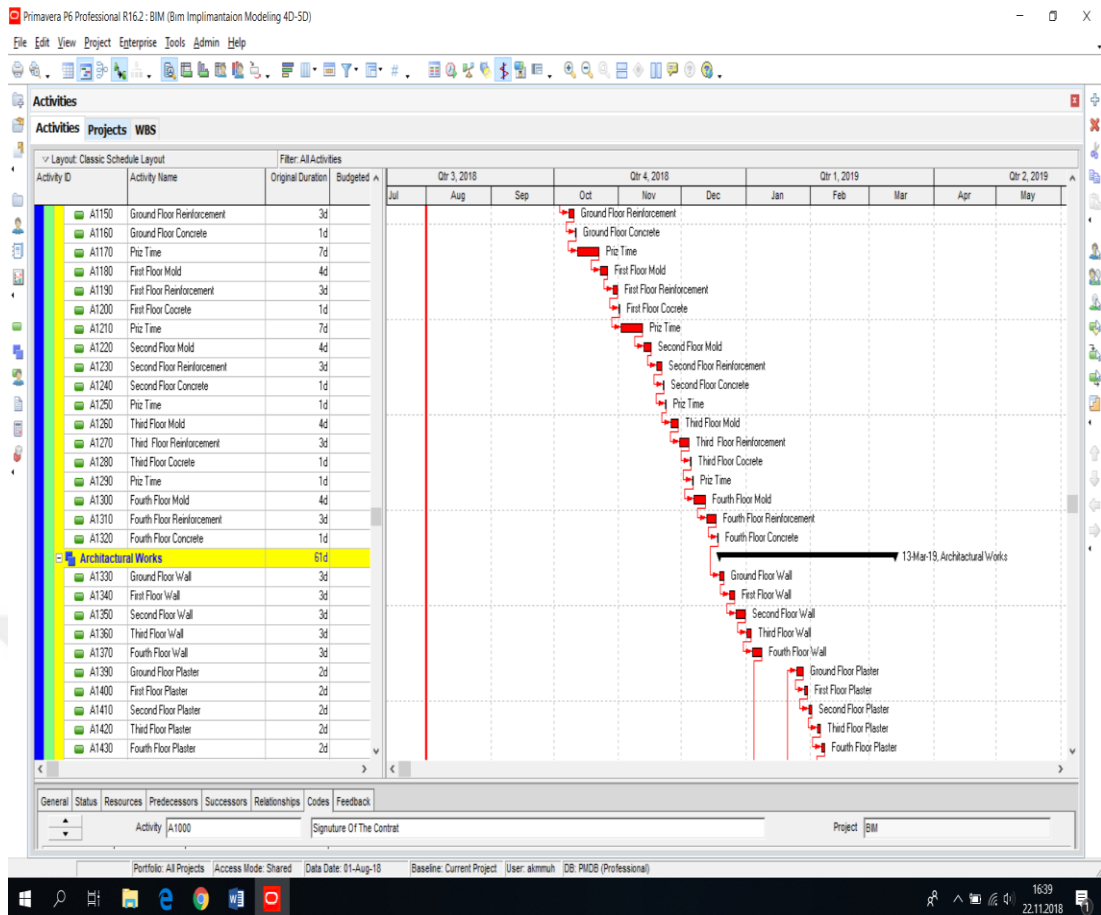 Primavera P6 Professional R16.2 : BIM (Bım Implimantaion Modeling 4D-5D)
File Edit View Project Enterprise Tools Admin Help
Activities
Activities Projects WBS
Layout: Classic Schedule Layout Filter: All Activities
Activity ID Activity Name Original Duration Budgeted Qtr 3, 2018 Qtr 4, 2018 Qtr 1, 2019 Qtr 2, 2019
Jul Aug Sep Oct Nov Dec Jan Feb Mar Apr May
A1150 Ground Floor Reinforcement 3d Ground Floor Reinforcement
A1160 Ground Floor Concrete 1d Ground Floor Concrete
A1170 Priz Time 7d Priz Time
A1180 First Floor Mold 4d First Floor Mold
A1190 First Floor Reinforcement 3d First Floor Reinforcement
A1200 First Floor Cocrete 1d First Floor Cocrete
A1210 Priz Time 7d Priz Time
A1220 Second Floor Mold 4d Second Floor Mold
A1230 Second Floor Reinforcement 3d Second Floor Reinforcement
A1240 Second Floor Concrete 1d Second Floor Concrete
A1250 Priz Time 1d Priz Time
A1260 Third Floor Mold 4d Third Floor Mold
A1270 Third Floor Reinforcement 3d Third Floor Reinforcement
A1280 Third Floor Cocrete 1d Third Floor Cocrete
A1290 Priz Time 1d Priz Time
A1300 Fourth Floor Mold 4d Fourth Floor Mold
A1310 Fourth Floor Reinforcement 3d Fourth Floor Reinforcement
A1320 Fourth Floor Concrete 1d Fourth Floor Concrete
Architactural Works 61d 13-Mar-19, Architactural Works
A1330 Ground Floor Wall 3d Ground Floor Wall
A1340 First Floor Wall 3d First Floor Wall
A1350 Second Floor Wall 3d Second Floor Wall
A1360 Third Floor Wall 3d Third Floor Wall
A1370 Fourth Floor Wall 3d Fourth Floor Wall
A1390 Ground Floor Plaster 2d Ground Floor Plaster
A1400 First Floor Plaster 2d First Floor Plaster
A1410 Second Floor Plaster 2d Second Floor Plaster
A1420 Third Floor Plaster 2d Third Floor Plaster
A1430 Fourth Floor Plaster 2d Fourth Floor Plaster
General Status Resources Predecessors Successors Relationships Codes Feedback
Activity A1000 Signuture Of The Contrat Project BIM
Portfolio: All Projects Access Mode: Shared Data Date: 01-Aug-18 Baseline: Current Project User: akmmuh DB: PMDB (Professional)
16:39
22.11.2018
1